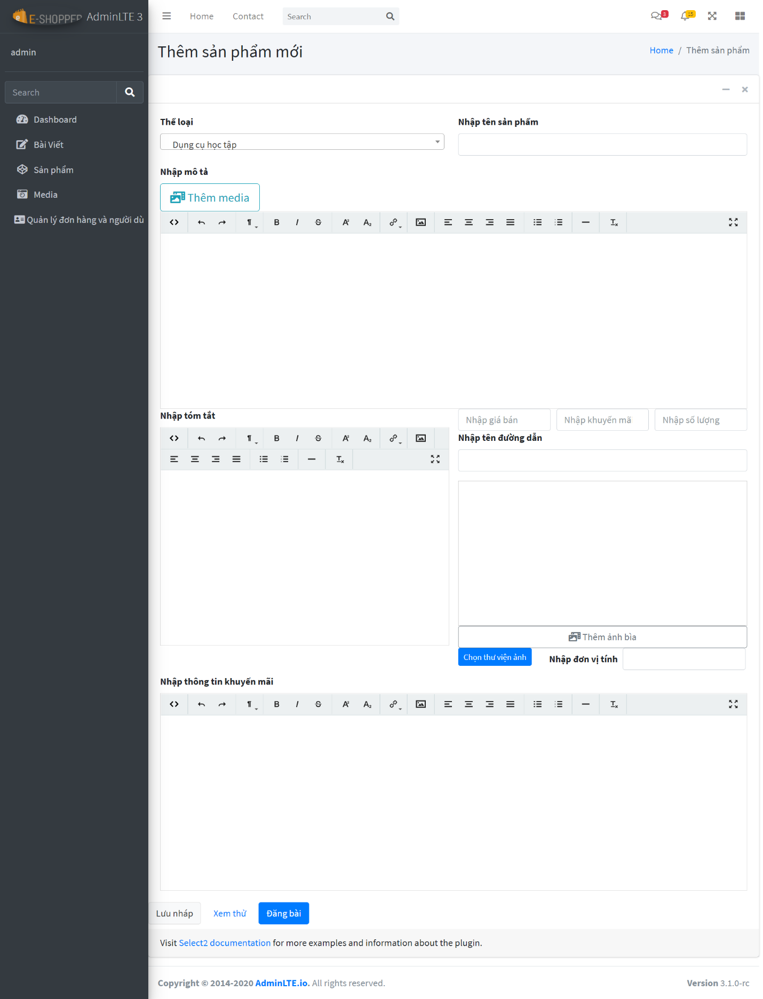 E-SHOPPER AdminLTE 3
Home
Contact
Search
3
15
admin
Search
Dashboard
Bài Viết
Sản phẩm
Media
Quản lý đơn hàng và người dù
Thêm sản phẩm mới
Home / Thêm sản phẩm
Thể loại
Dụng cụ học tập
Nhập tên sản phẩm
Nhập mô tả
Thêm media
Nhập tóm tắt
Nhập giá bán
Nhập khuyến mãi
Nhập số lượng
Nhập tên đường dẫn
Thêm ảnh bìa
Chọn thư viện ảnh
Nhập đơn vị tính
Nhập thông tin khuyến mãi
Lưu nháp
Xem thử
Đăng bài
Visit Select2 documentation for more examples and information about the plugin.
Copyright © 2014-2020 AdminLTE.io. All rights reserved.
Version 3.1.0-rc